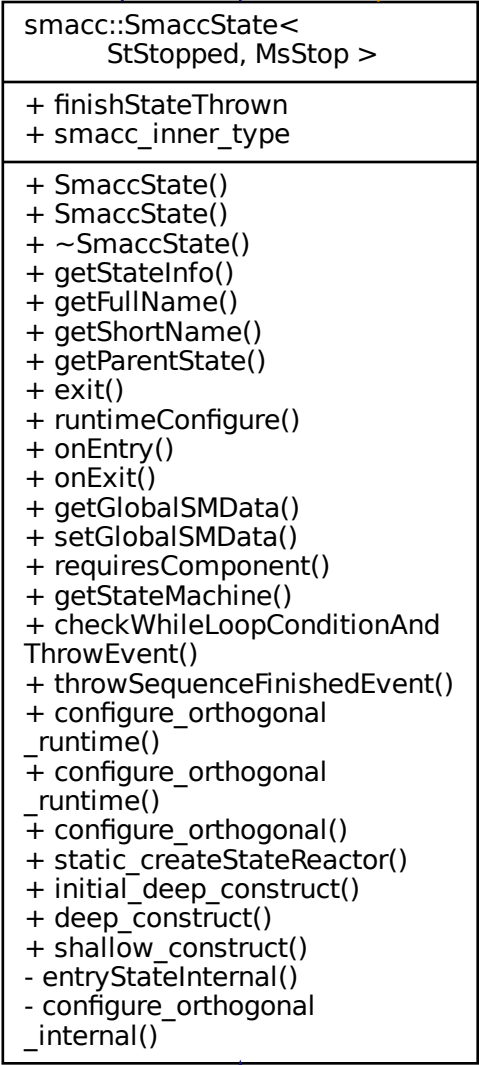 smacc::SmaccState<
StStopped, MsStop >
+ finishStateThrown
+ smacc_inner_type
+ SmaccState()
+ SmaccState()
+ ~SmaccState()
+ getStateInfo()
+ getFullName()
+ getShortName()
+ getParentState()
+ exit()
+ runtimeConfigure()
+ onEntry()
+ onExit()
+ getGlobalSMData()
+ setGlobalSMData()
+ requiresComponent()
+ getStateMachine()
+ checkWhileLoopConditionAnd
ThrowEvent()
+ throwSequenceFinishedEvent()
+ configure_orthogonal
_runtime()
+ configure_orthogonal
_runtime()
+ configure_orthogonal()
+ static_createStateReactor()
+ initial_deep_construct()
+ deep_construct()
+ shallow_construct()
- entryStateInternal()
- configure_orthogonal
_internal()